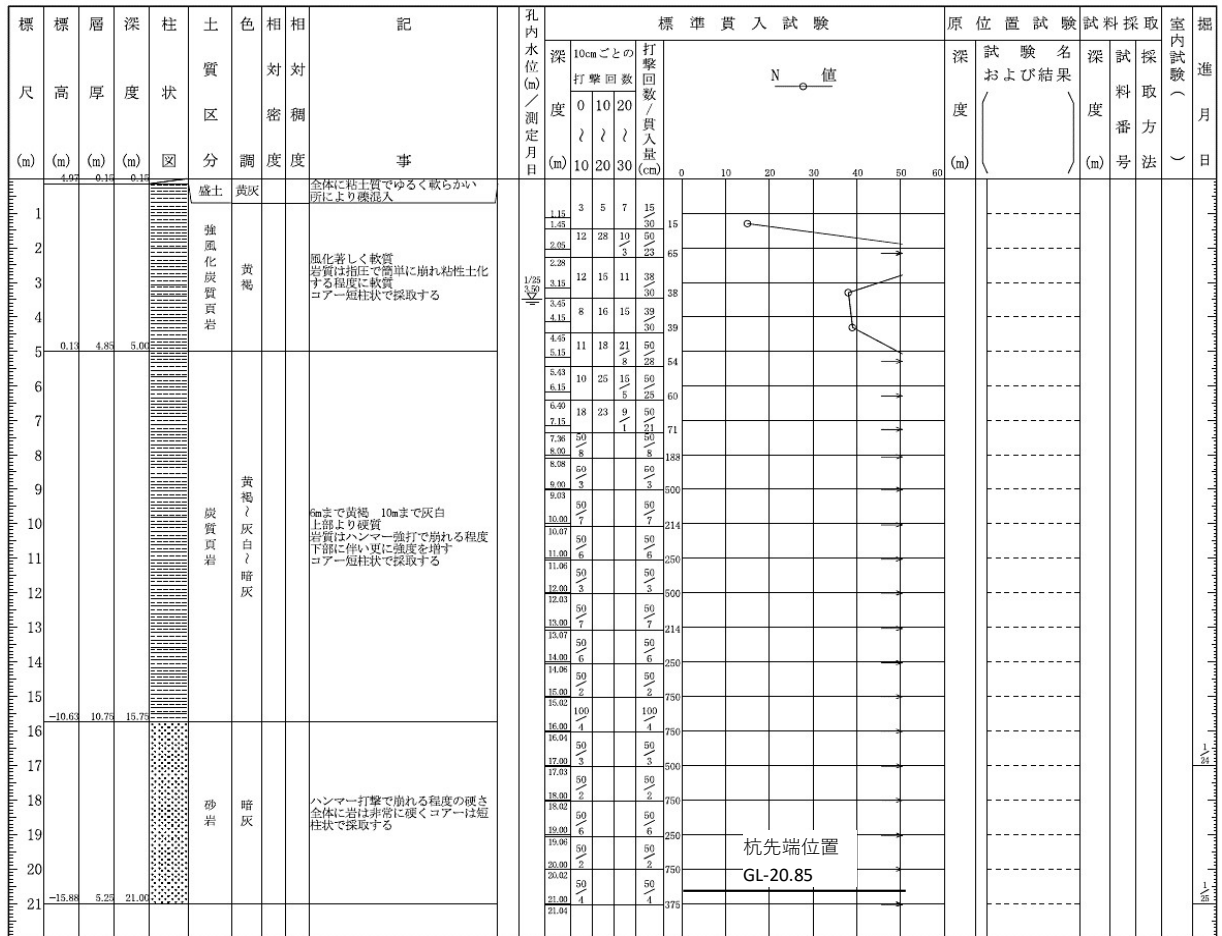 標尺(m) 標高(m) 層厚(m) 深度(m) 柱状図 土質区分 色調 相対密度 相対稠度 記事 孔内水位(m)/測定月日 標準貫入試験 原位置試験 試料採取 室内試験() 掘進月日
深度(m) 10cmごとの打撃回数 打撃回数/貫入量(cm) N 値 深度(m) 試験名および結果 深度(m) 試料番号 採取方法
0〜10 10〜20 20〜30 0 10 20 30 40 50 60
4.97 0.15 0.15
盛土 黄灰
全体に粘土質でゆるく軟らかい
所により礫混入
1
1.15 3 5 7 15/30 15
1.45
強風化炭質頁岩 黄褐
風化著しく軟質
岩質は指圧で簡単に崩れ粘性土化
する程度に軟質
コアー短柱状で採取する
2
2.05 12 28 10/3 50/23 65
2.28
1/25
3.50
3
3.15 12 15 11 38/30 38
3.45
4
4.15 8 16 15 39/30 39
4.45
0.13 4.85 5.00
5
5.15 11 18 21/8 50/28 54
5.43
6
6.15 10 25 15/5 50/25 60
6.40
7
7.15 18 23 9/1 50/21 71
7.36
8
8.00 50/8 50/8 188
8.08
9
9.00 50/3 50/3 500
9.03
炭質頁岩 黄褐〜灰白〜暗灰
6mまで黄褐 10mまで灰白
上部より硬質
岩質はハンマー強打で崩れる程度
下部に伴い更に強度を増す
コアー短柱状で採取する
10
10.00 50/7 50/7 214
10.07
11
11.00 50/6 50/6 250
11.06
12
12.00 50/3 50/3 500
12.03
13
13.00 50/7 50/7 214
13.07
14
14.00 50/6 50/6 250
14.06
15
15.00 50/2 50/2 750
15.02
-10.63 10.75 15.75
16
16.00 100/4 100/4 750
16.04
1/24
17
17.00 50/3 50/3 500
17.03
18
18.00 50/2 50/2 750
18.02
砂岩 暗灰
ハンマー打撃で崩れる程度の硬さ
全体に岩は非常に硬くコアーは短
柱状で採取する
19
19.00 50/6 50/6 250
19.06
杭先端位置
20
20.00 50/2 50/2 750
20.02
GL-20.85
-15.88 5.25 21.00
1/25
21
21.00 50/4 50/4 375
21.04